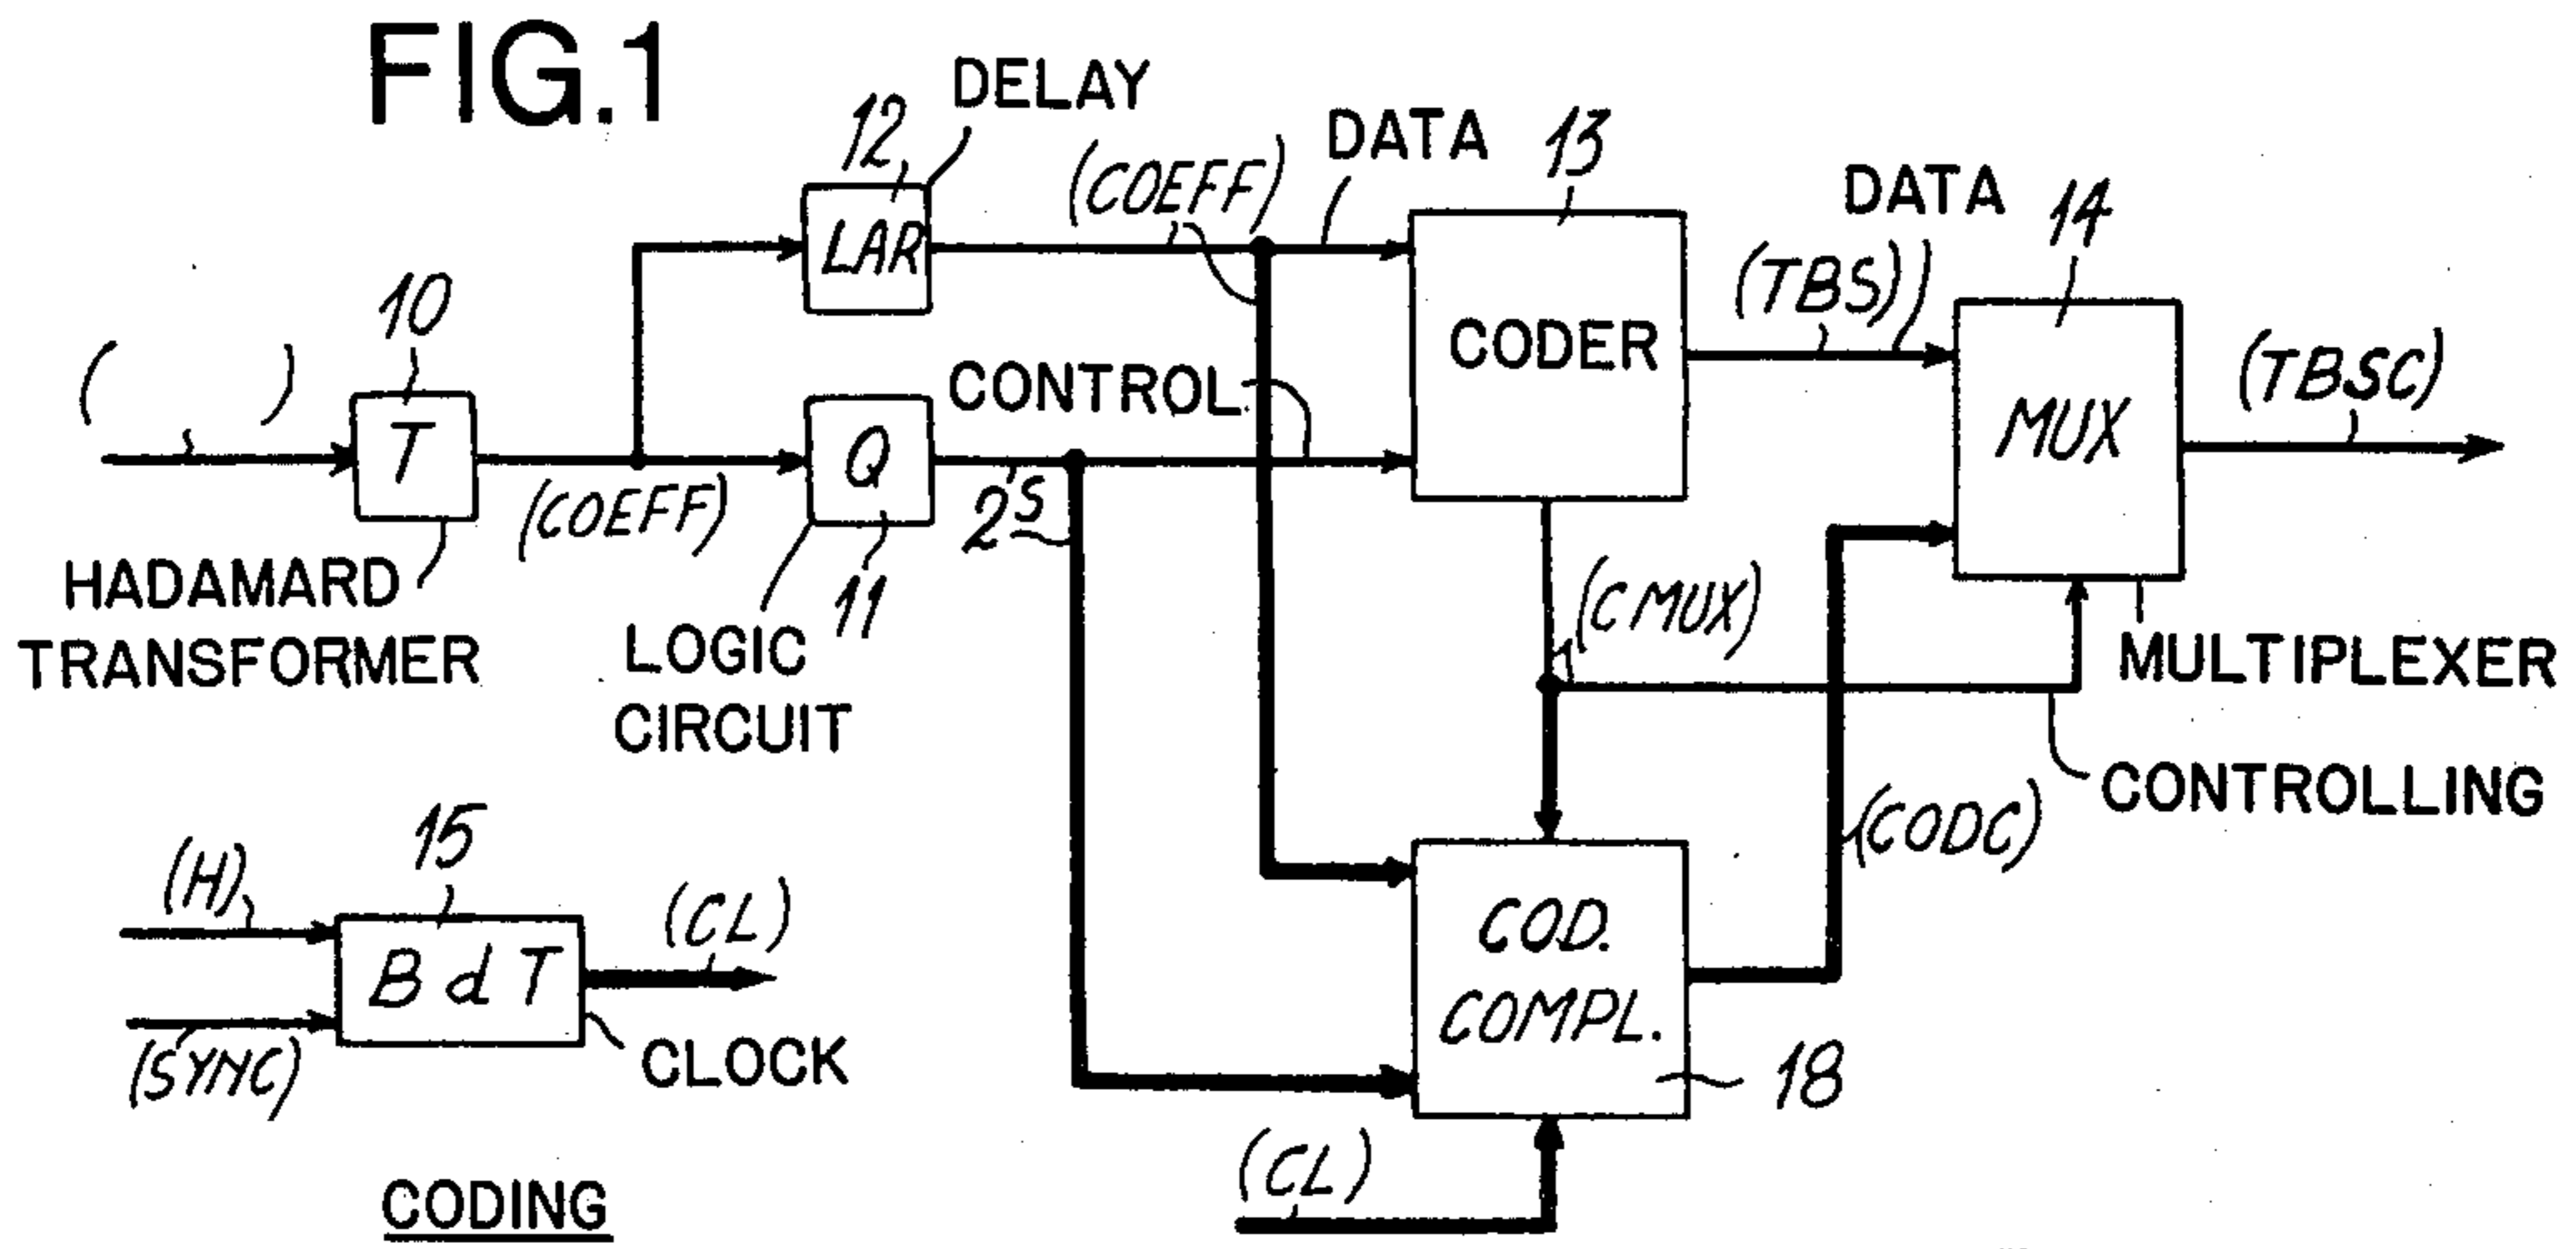 FIG.1
DELAY
12
LAR
(COEFF)
DATA
13
CODER
DATA
14
(TBS)
MUX
(TBSC)
10
( )
T
HADAMARD
TRANSFORMER
(COEFF)
Q
11
LOGIC
CIRCUIT
CONTROL
2^S
(CMUX)
MULTIPLEXER
CONTROLLING
(CODC)
15
(H)
(SYNC)
B d T
(CL)
CLOCK
COD.
COMPL.
18
(CL)
CODING